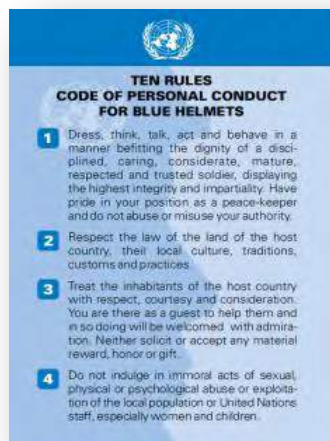 TEN RULES
CODE OF PERSONAL CONDUCT
FOR BLUE HELMETS
1 Dress, think, talk, act and behave in a
manner befitting the dignity of a disci-
plined, caring, considerate, mature,
respected and trusted soldier, displaying
the highest integrity and impartiality. Have
pride in your position as a peace-keeper
and do not abuse or misuse your authority.
2 Respect the law of the land of the host
country, their local culture, traditions,
customs and practices.
3 Treat the inhabitants of the host country
with respect, courtesy and consideration.
You are there as a guest to help them and
in so doing will be welcomed with admira-
tion. Neither solicit or accept any material
reward, honor or gift.
4 Do not indulge in immoral acts of sexual,
physical or psychological abuse or exploita-
tion of the local population or United Nations
staff, especially women and children.